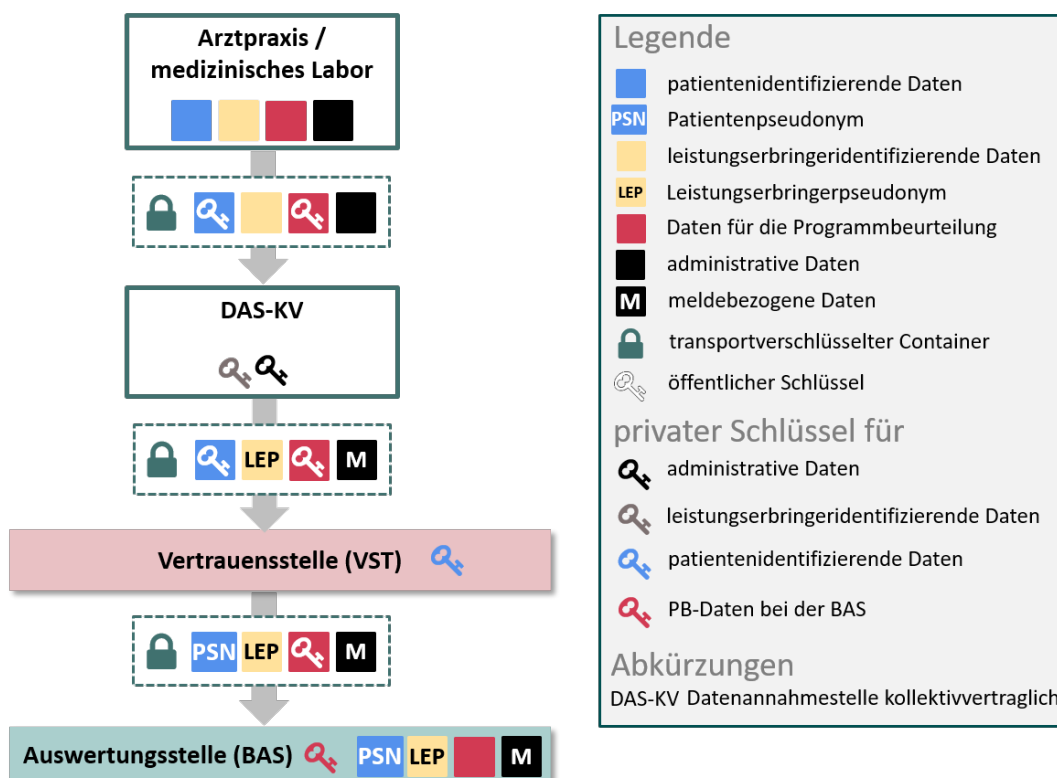 Arztpraxis /
medizinisches Labor
DAS-KV
LEP
M
Vertrauensstelle (VST)
PSN
LEP
M
Auswertungsstelle (BAS)
PSN
LEP
M
Legende
patientenidentifizierende Daten
PSN
Patientenpseudonym
leistungserbringeridentifizierende Daten
LEP
Leistungserbringerpseudonym
Daten für die Programmbeurteilung
administrative Daten
M
meldebezogene Daten
transportverschlüsselter Container
öffentlicher Schlüssel
privater Schlüssel für
administrative Daten
leistungserbringeridentifizierende Daten
patientenidentifizierende Daten
PB-Daten bei der BAS
Abkürzungen
DAS-KV Datenannahmestelle kollektivvertraglich